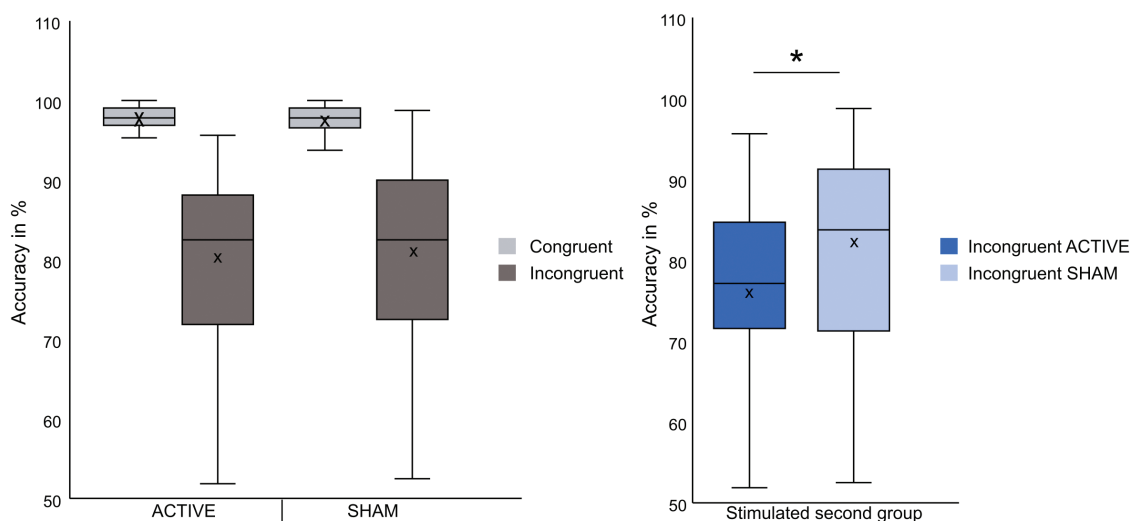 110
100
90
80
70
60
50
Accuracy in %
x
x
x
x
ACTIVE
SHAM
Congruent
Incongruent
110
100
90
80
70
60
50
Accuracy in %
*
x
x
Stimulated second group
Incongruent ACTIVE
Incongruent SHAM